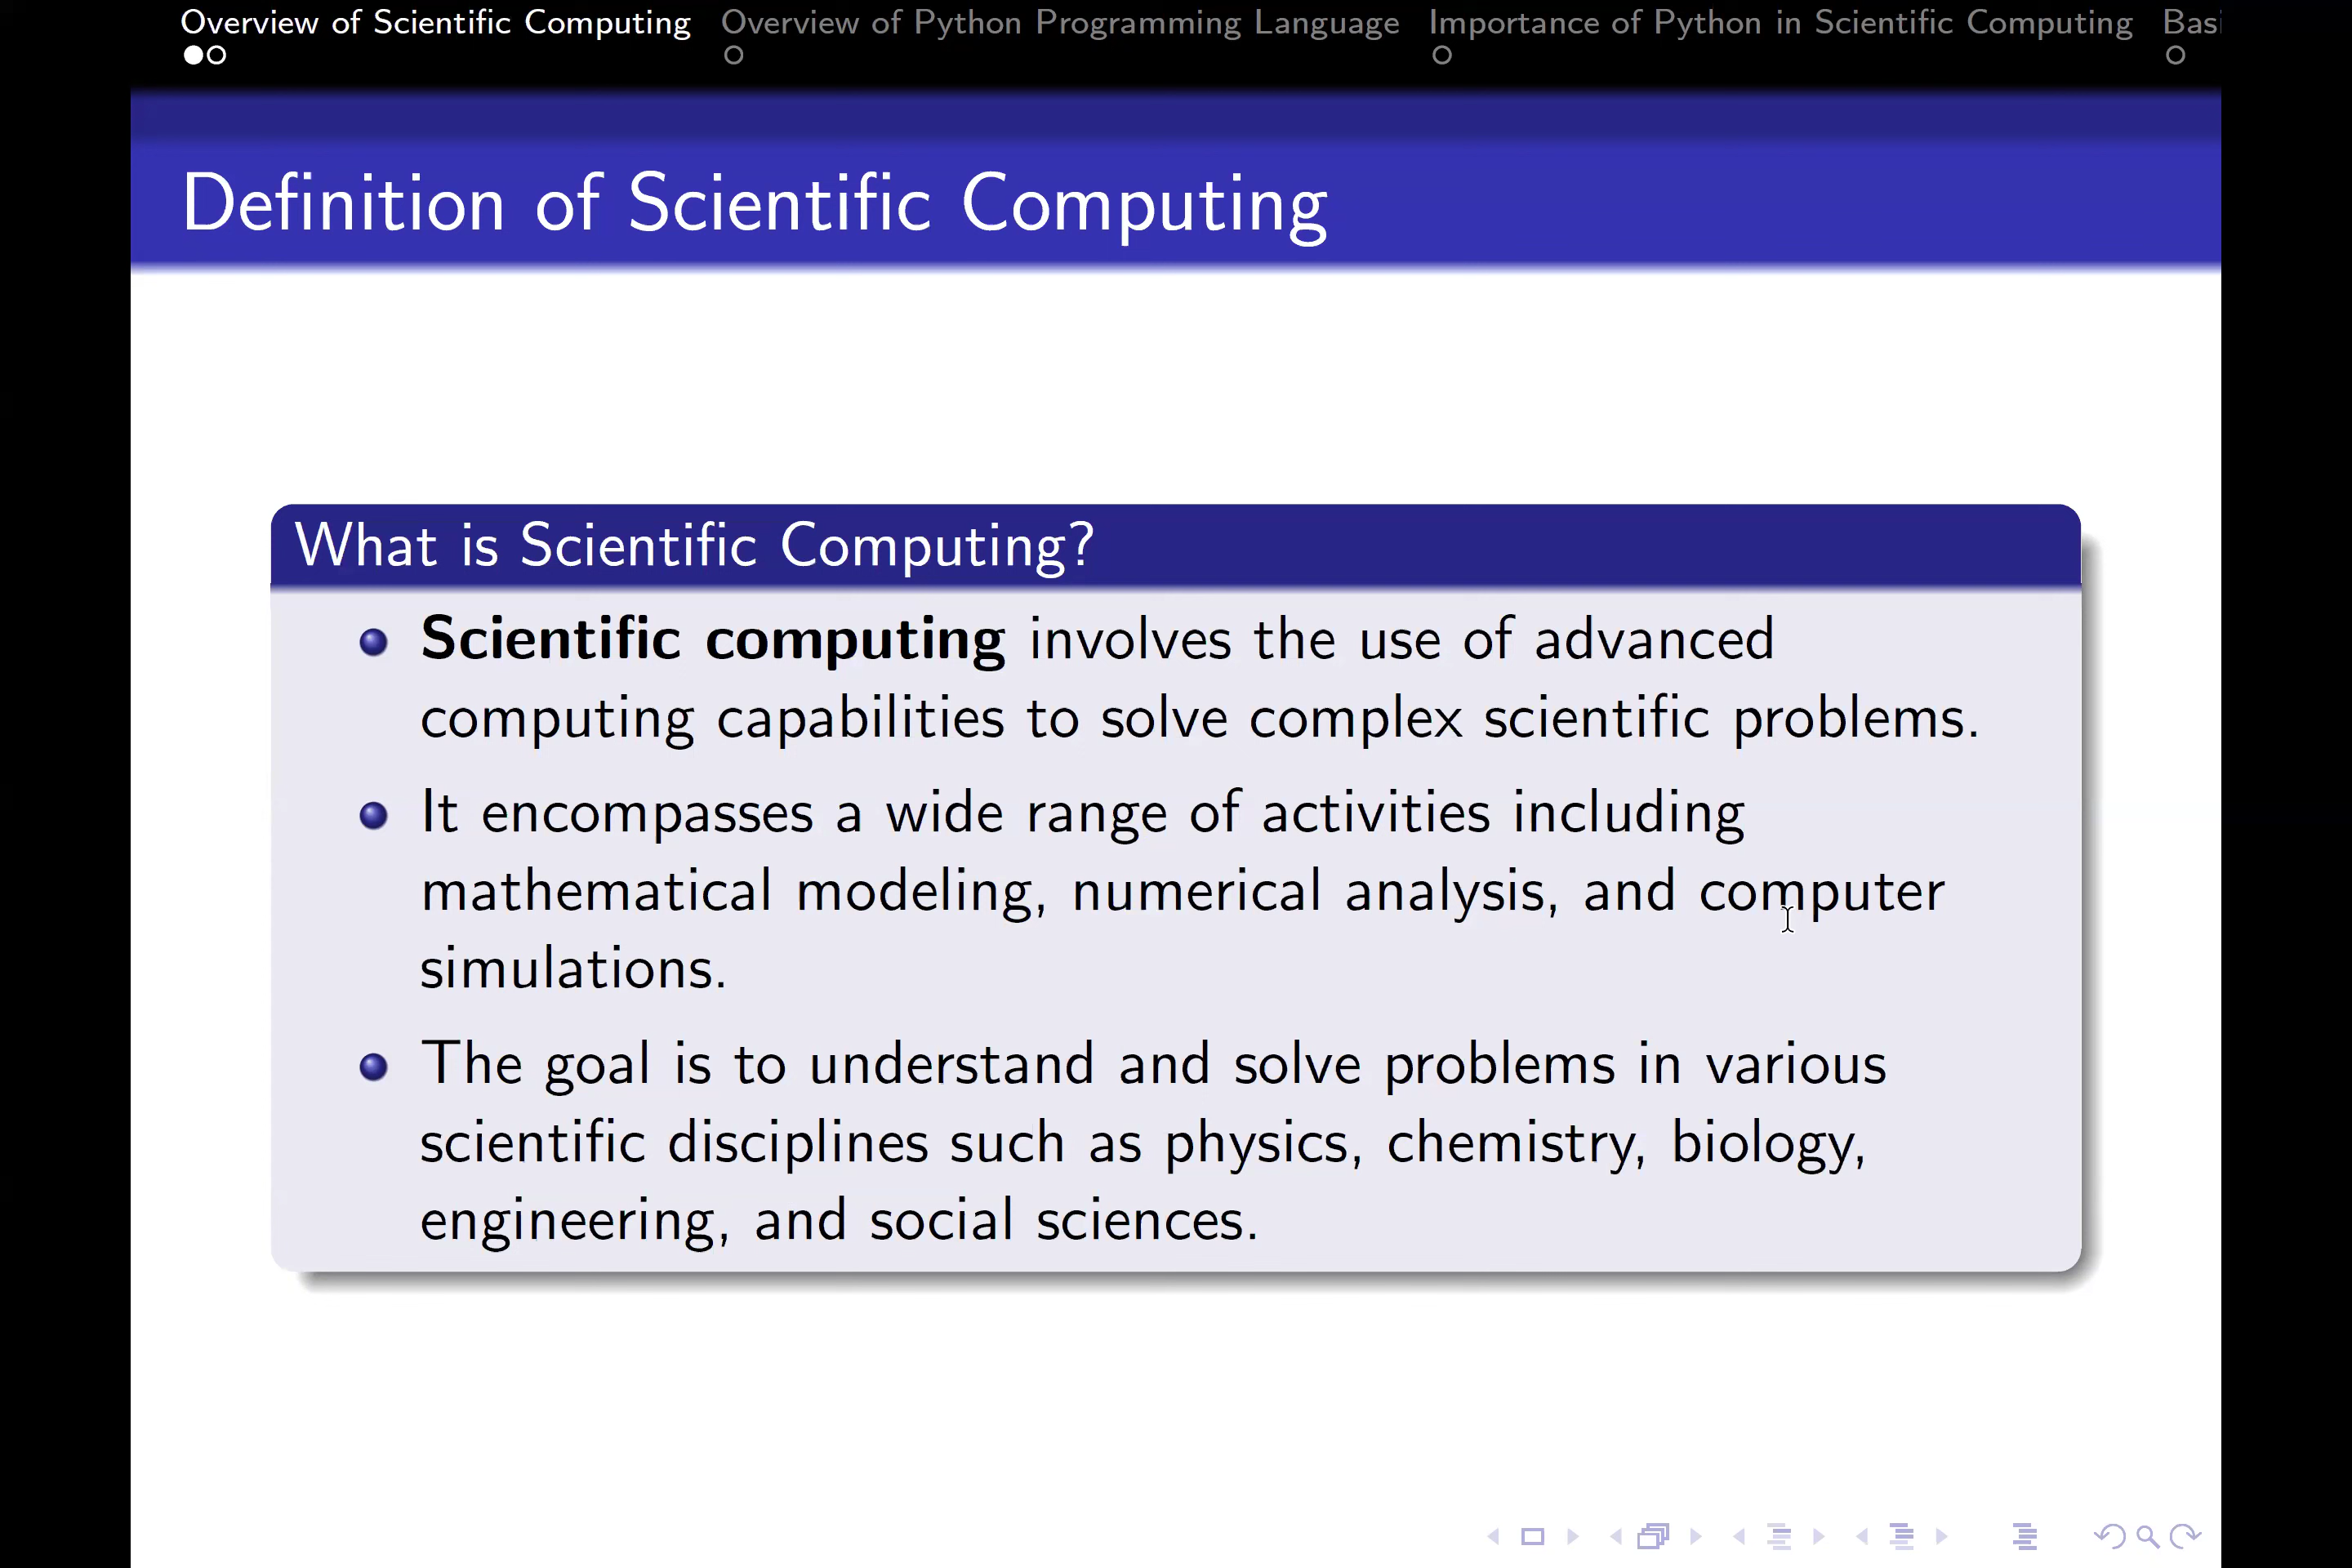 Overview of Scientific Computing Overview of Python Programming Language Importance of Python in Scientific Computing Basi
Definition of Scientific Computing
What is Scientific Computing?
Scientific computing involves the use of advanced
computing capabilities to solve complex scientific problems.
It encompasses a wide range of activities including
mathematical modeling, numerical analysis, and computer
simulations.
The goal is to understand and solve problems in various
scientific disciplines such as physics, chemistry, biology,
engineering, and social sciences.